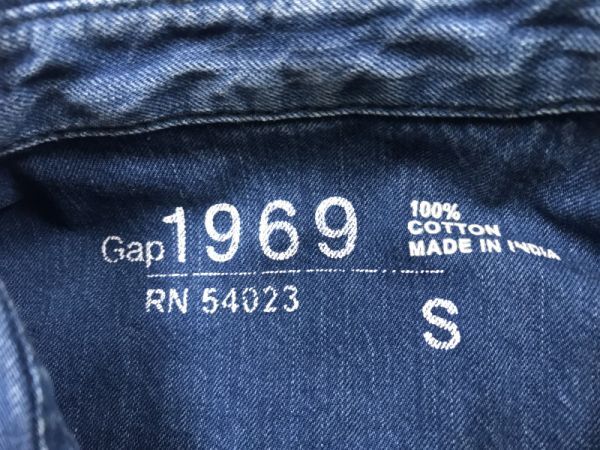 Gap 1969
RN 54023
100%
COTTON
MADE IN INDIA
S